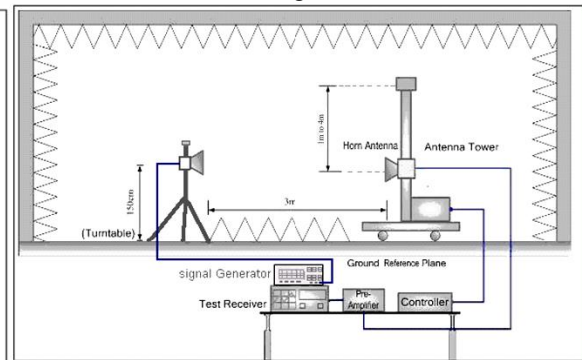 1m to 4m
Horn Antenna
Antenna Tower
150cm
3m
(Turntable)
Ground Reference Plane
signal Generator
Test Receiver
Pre-
Amplifier
Controller